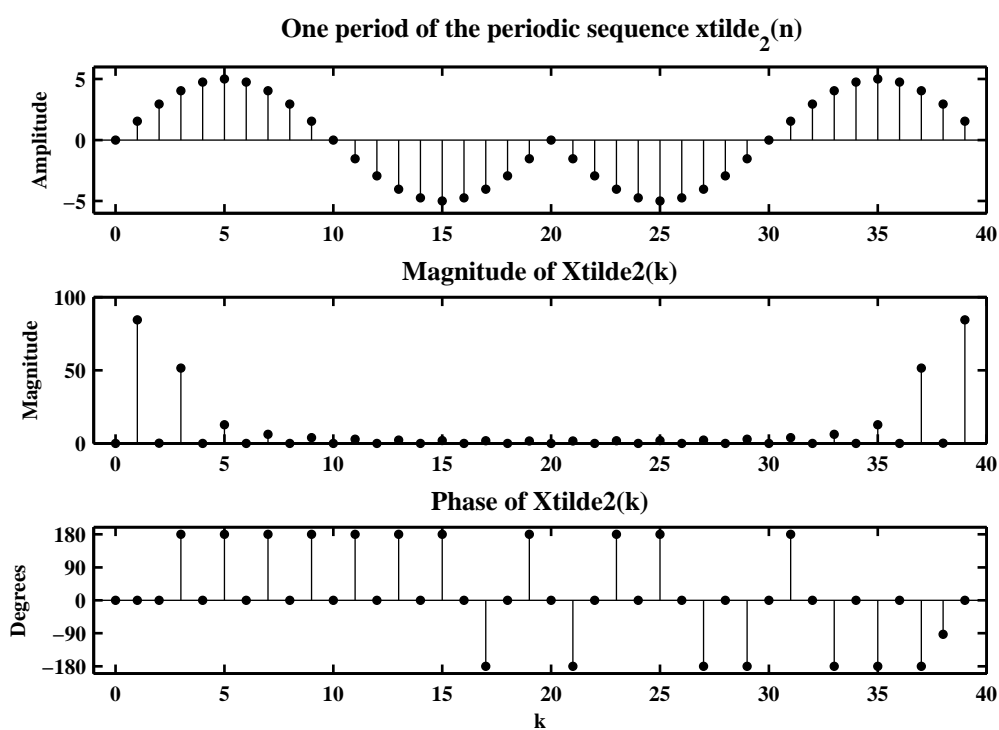 One period of the periodic sequence xtilde_2(n)
Amplitude
5
0
−5
0 5 10 15 20 25 30 35 40
Magnitude of Xtilde2(k)
Magnitude
100
50
0
0 5 10 15 20 25 30 35 40
Phase of Xtilde2(k)
Degrees
180
90
0
−90
−180
0 5 10 15 20 25 30 35 40
k